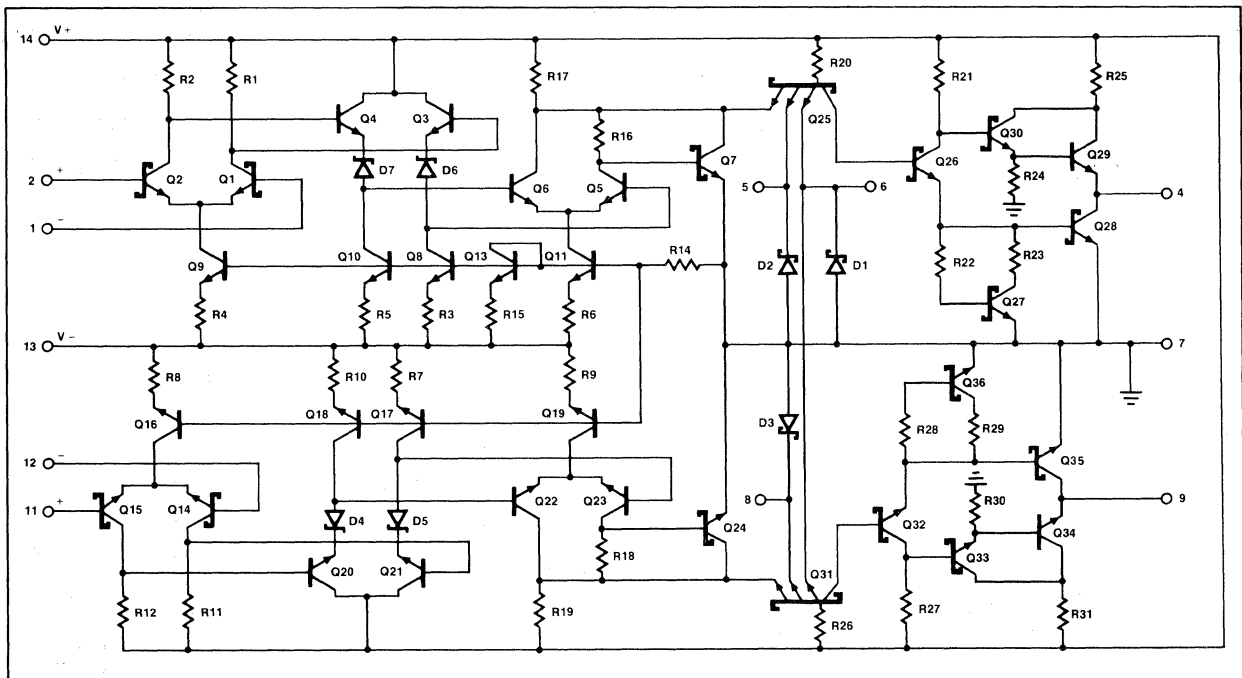 14 V+
R2 R1 R17 R20 R21 R25
Q4 Q3 R16 Q25 Q30
D7 D6 Q7 Q26 Q29
2 + Q2 Q1 Q6 Q5 5 6 R24 4
1 - Q28
Q9 Q10 Q8 Q13 Q11 R14 D2 D1 R22 R23
Q27
R4 R5 R3 R15 R6
13 V- 7
R8 R10 R7 R9 Q36
Q16 Q18 Q17 Q19 D3 R28 R29
12 - Q35
11 + Q15 Q14 Q22 Q23 8 R30 9
D4 D5 Q24 Q32 Q34
R18 Q33
Q20 Q21 Q31
R12 R11 R19 R26 R27 R31